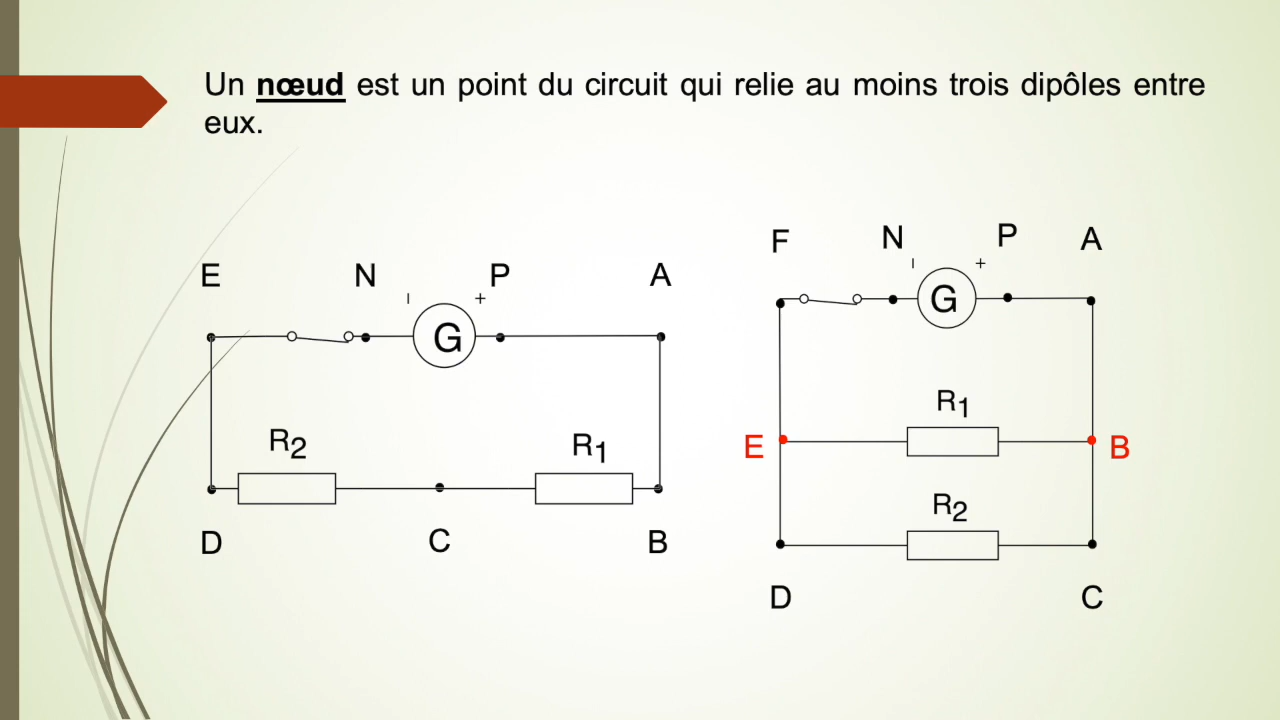 Un nœud est un point du circuit qui relie au moins trois dipôles entre
eux.
E N P A
- +
G
R2 R1
D C B
F N P A
- +
G
R1
E B
R2
D C